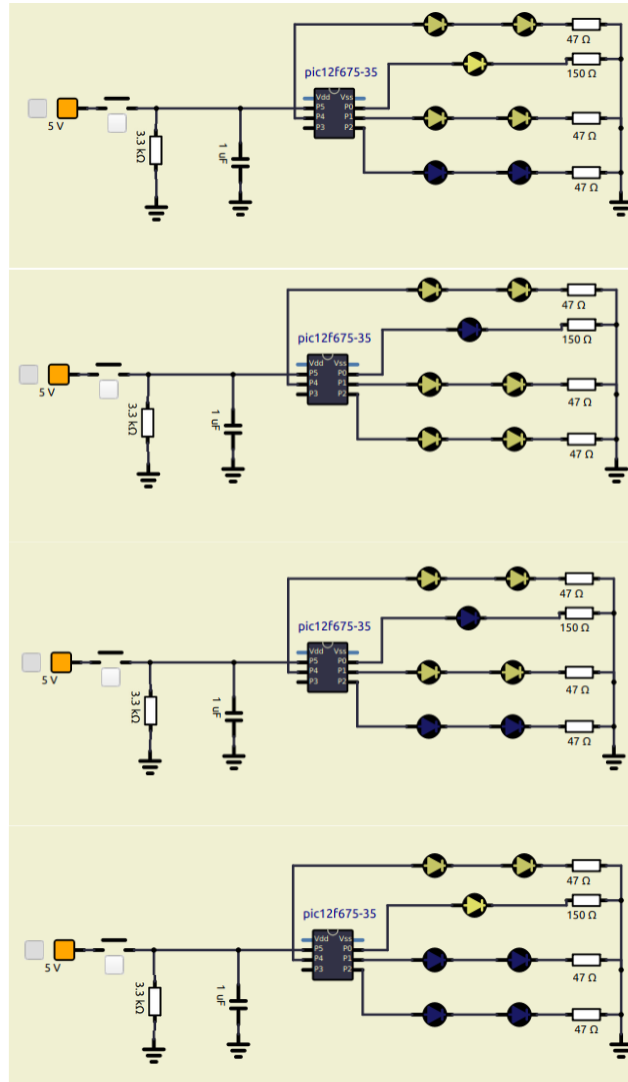 47 Ω
pic12f675-35
150 Ω
Vdd Vss
P5 P0
P4 P1
P3 P2
5 V
3.3 kΩ
1 uF
47 Ω
47 Ω
47 Ω
pic12f675-35
150 Ω
Vdd Vss
P5 P0
P4 P1
P3 P2
5 V
3.3 kΩ
1 uF
47 Ω
47 Ω
47 Ω
pic12f675-35
150 Ω
Vdd Vss
P5 P0
P4 P1
P3 P2
5 V
3.3 kΩ
1 uF
47 Ω
47 Ω
47 Ω
pic12f675-35
150 Ω
Vdd Vss
P5 P0
P4 P1
P3 P2
5 V
3.3 kΩ
1 uF
47 Ω
47 Ω